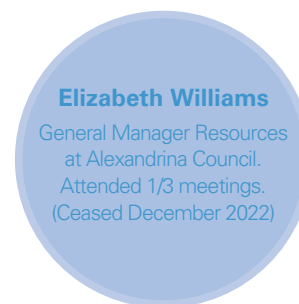 Elizabeth Williams
General Manager Resources
at Alexandrina Council.
Attended 1/3 meetings.
(Ceased December 2022)